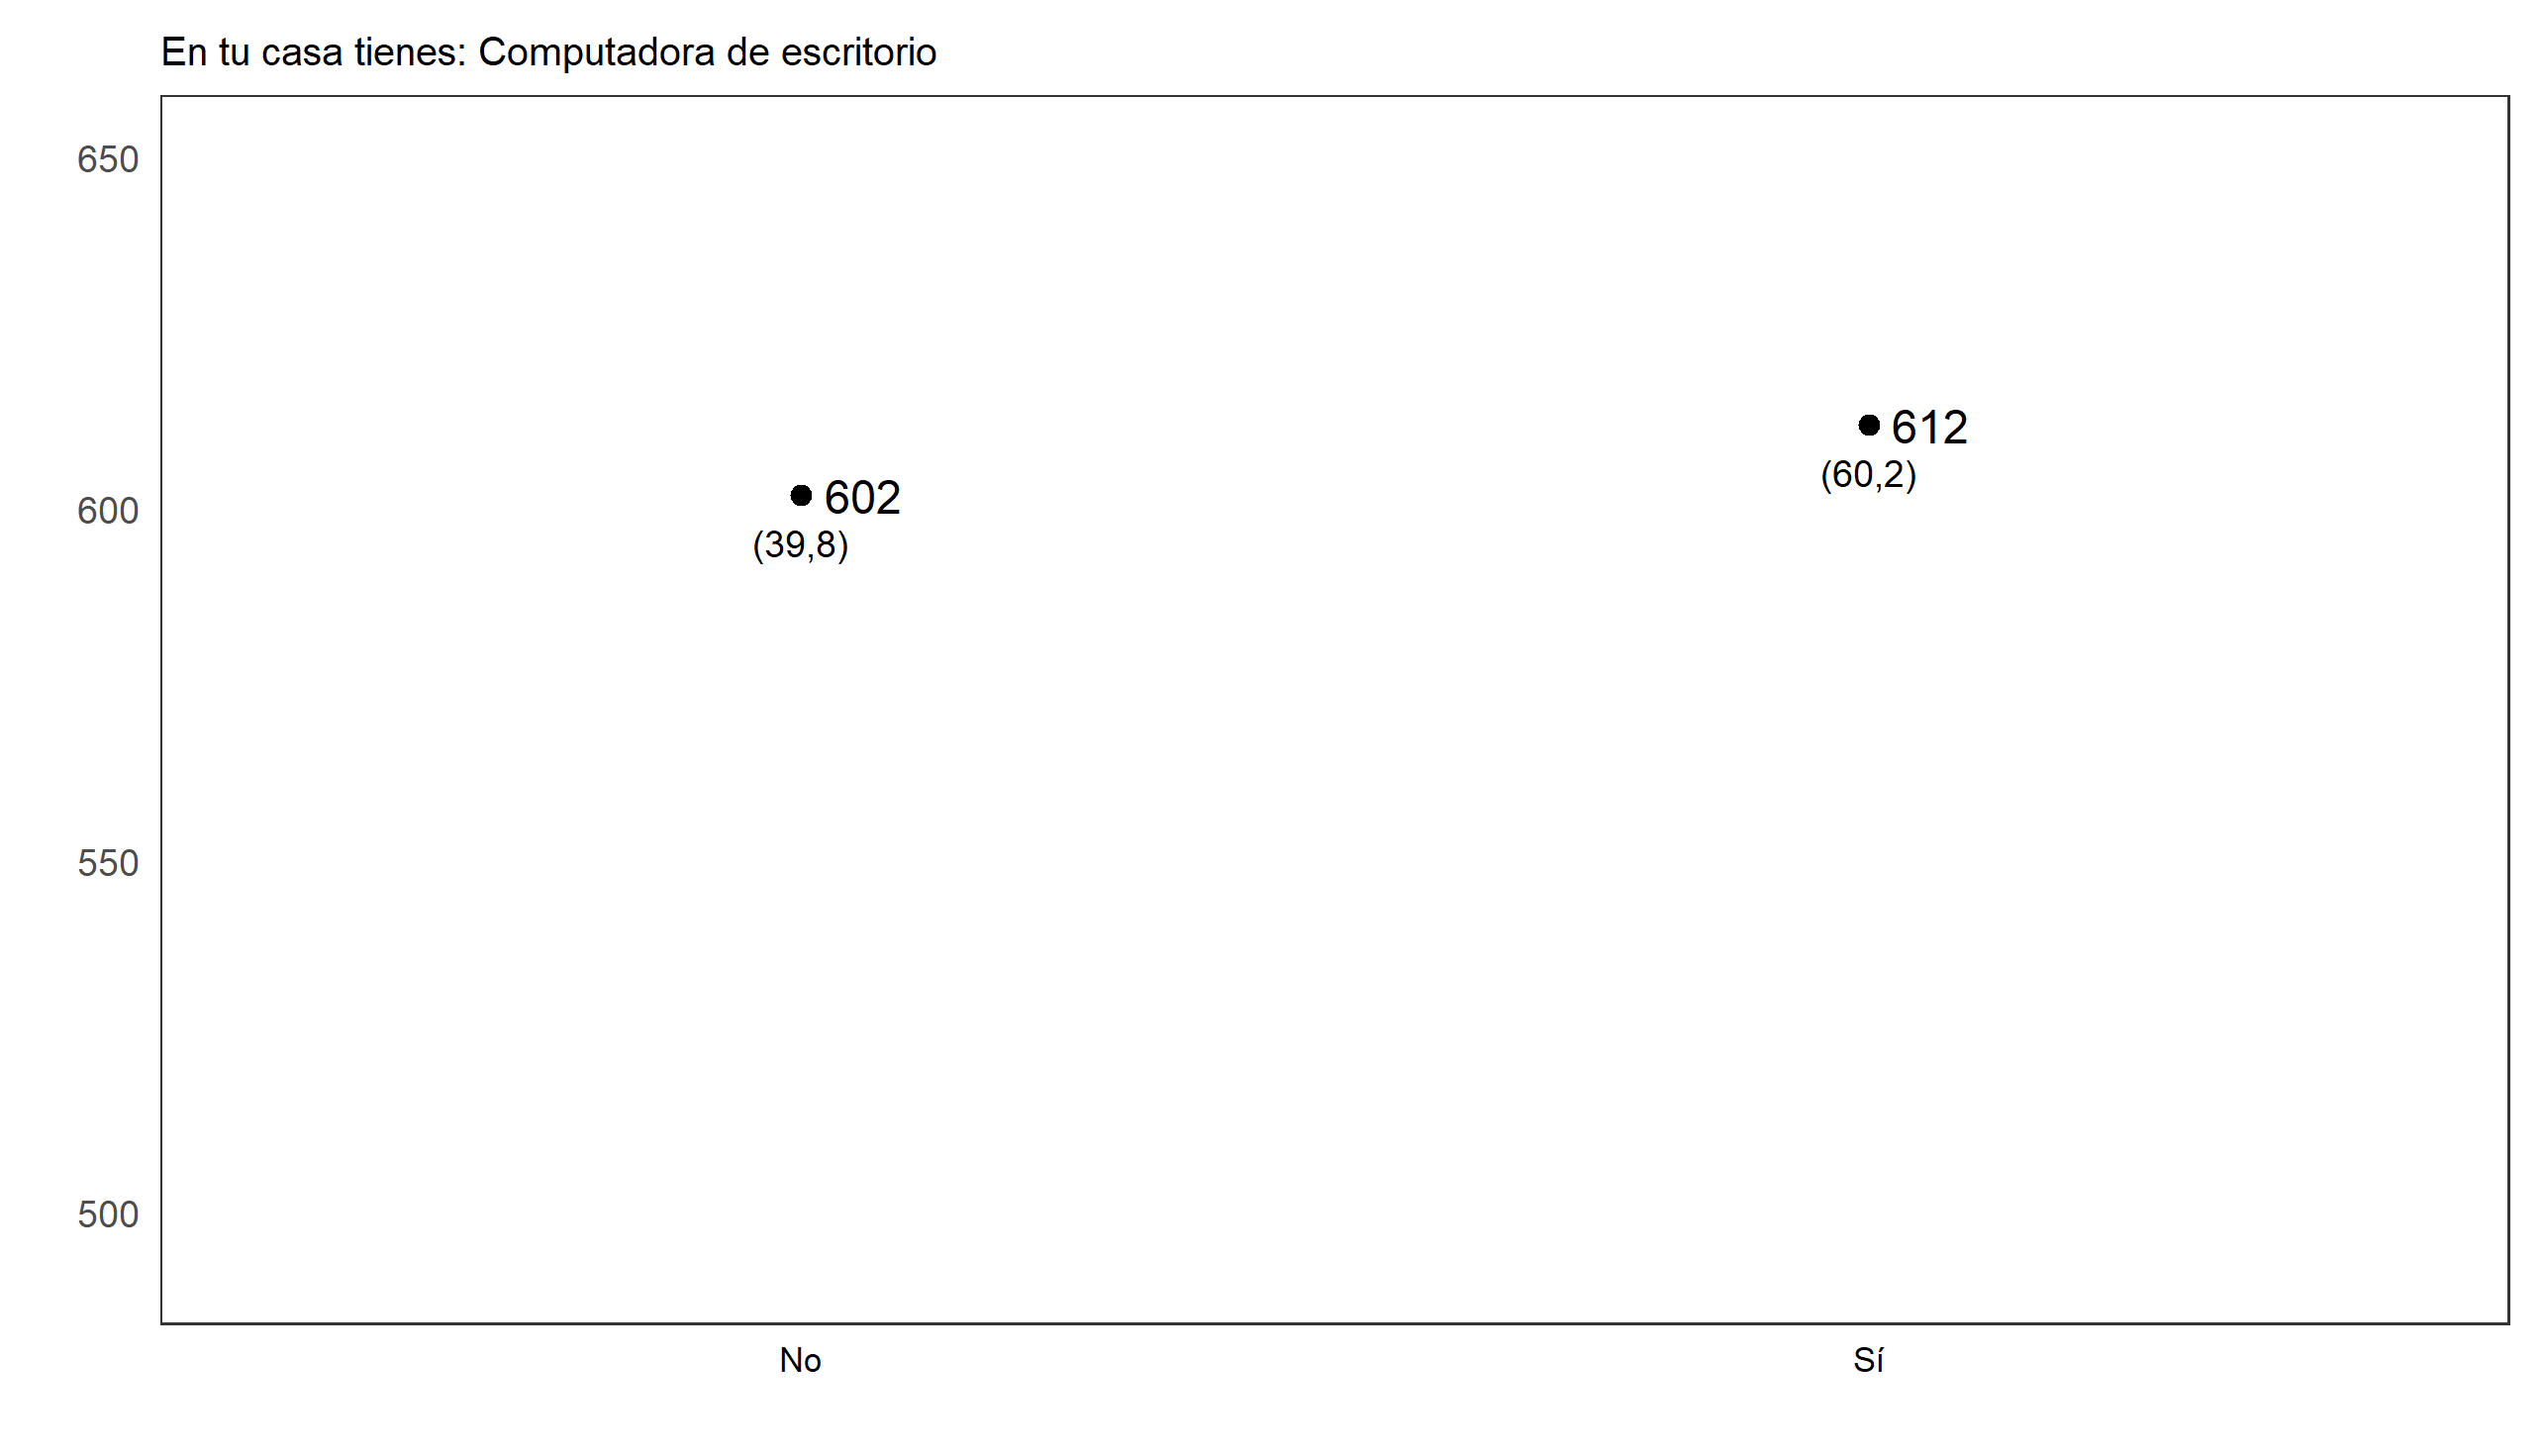 En tu casa tienes: Computadora de escritorio
650
612
(60,2)
602
600
(39,8)
550
500
No
Sí